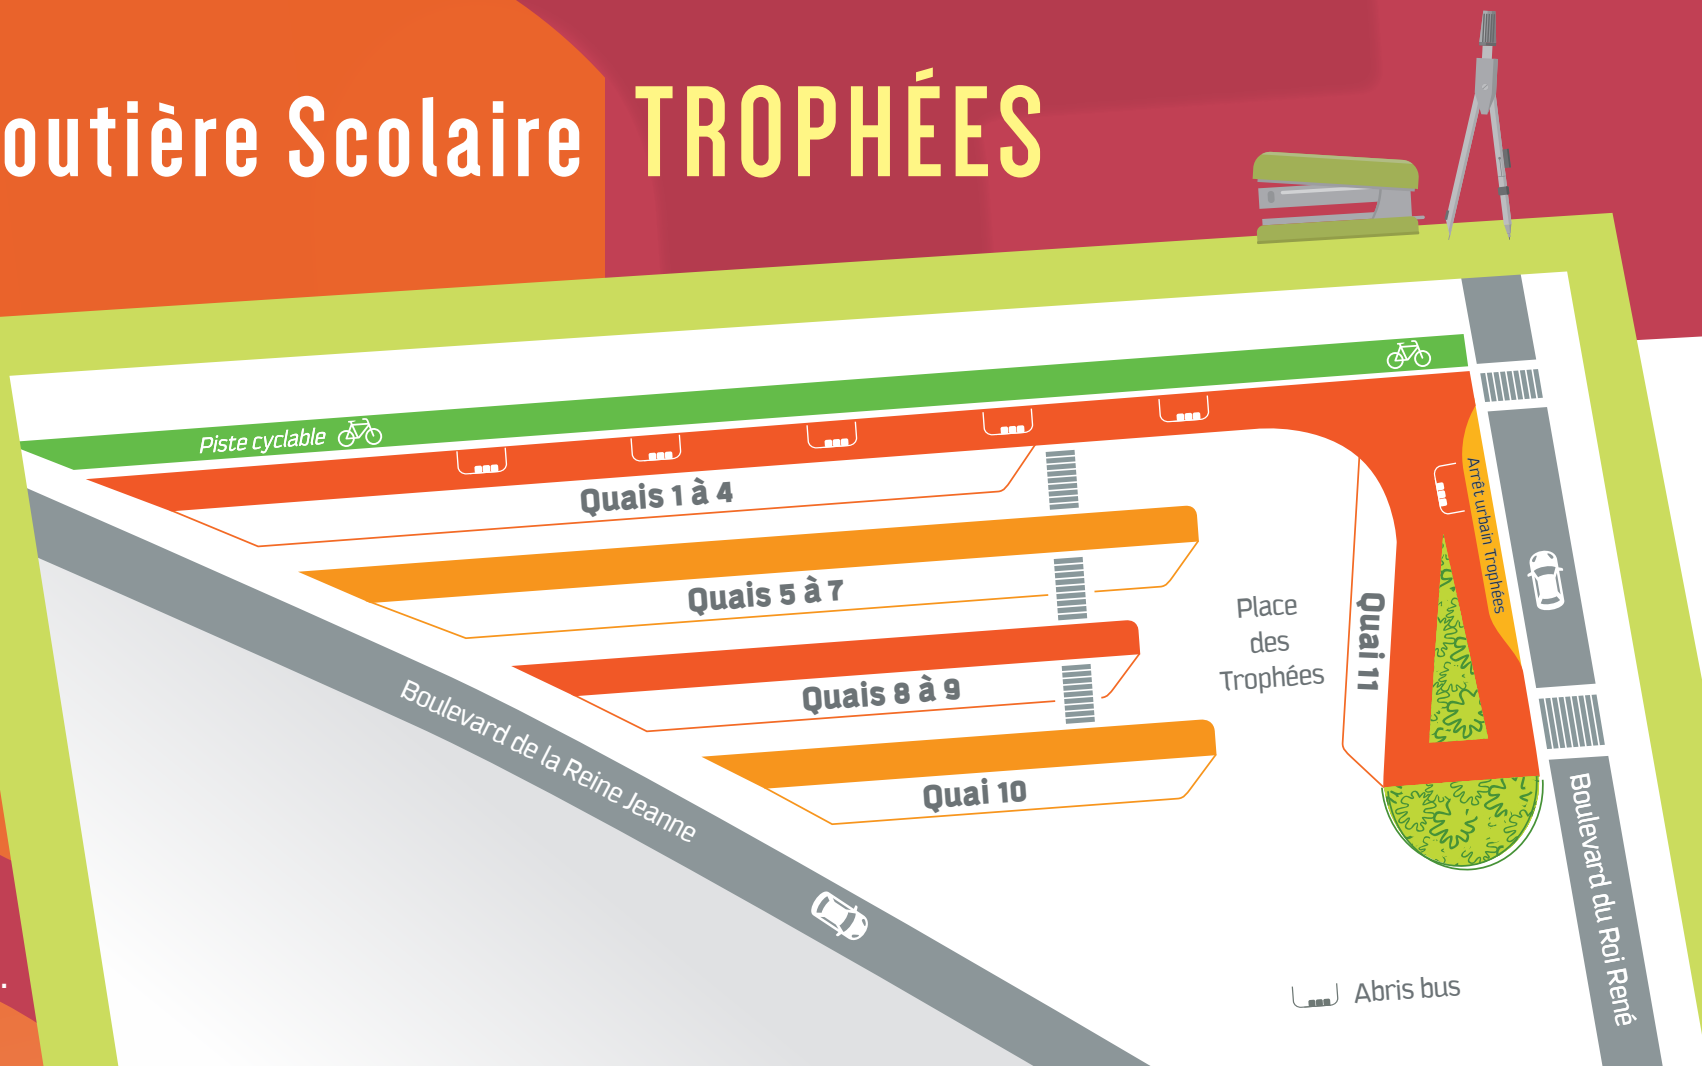 outière Scolaire TROPHÉES
Piste cyclable
Quais 1 à 4
Quais 5 à 7
Quais 8 à 9
Quai 10
Place
des
Trophées
Quai 11
Arrêt urbain Trophées
Boulevard de la Reine Jeanne
Boulevard du Roi René
Abris bus